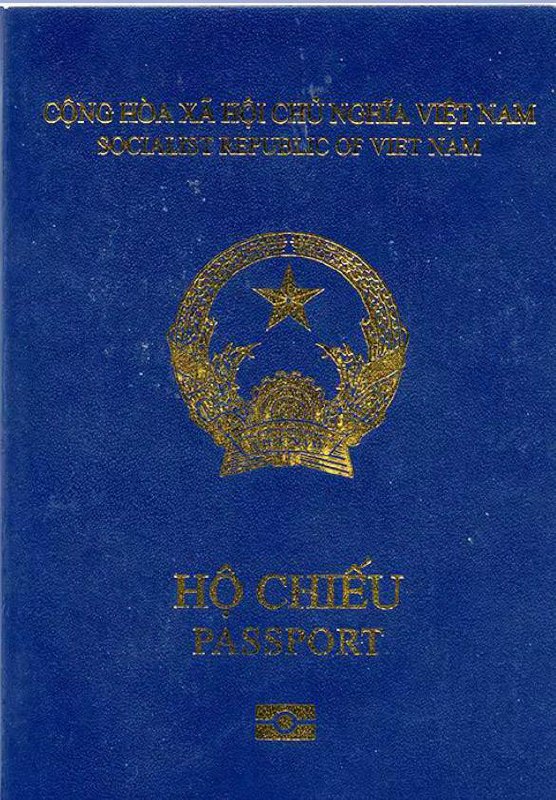 CỘNG HÒA XÃ HỘI CHỦ NGHĨA VIỆT NAM
SOCIALIST REPUBLIC OF VIET NAM
HỘ CHIẾU
PASSPORT